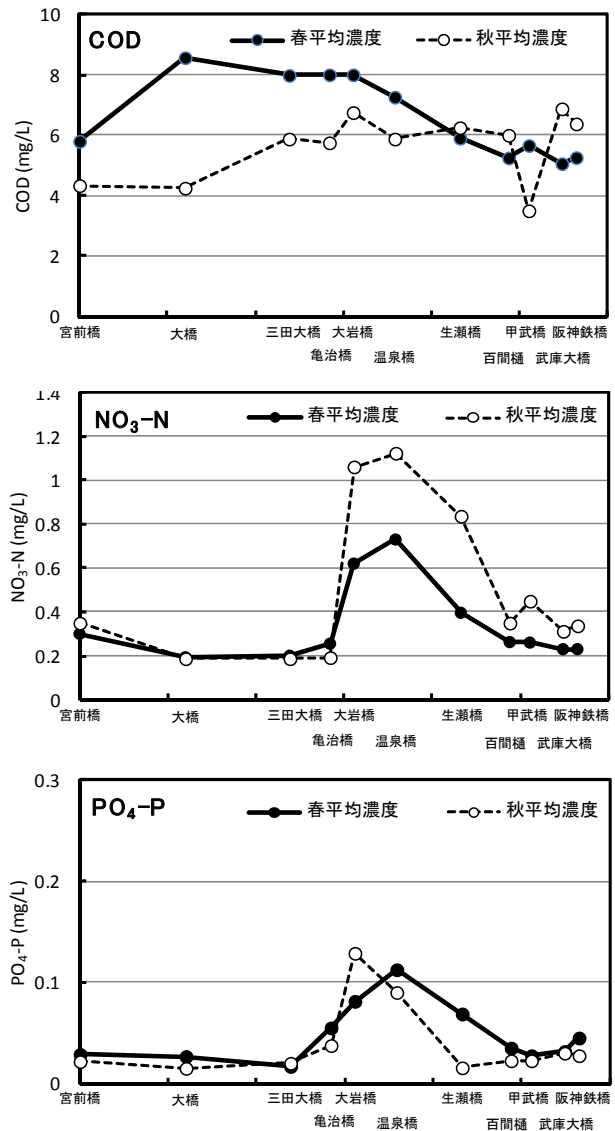 10
COD
春平均濃度
秋平均濃度
8
6
4
2
0
COD (mg/L)
宮前橋
大橋
三田大橋
大岩橋
生瀬橋
甲武橋
阪神鉄橋
亀治橋
温泉橋
百間樋
武庫大橋
1.4
NO₃-N
春平均濃度
秋平均濃度
1.2
1
0.8
0.6
0.4
0.2
0
NO₃-N (mg/L)
宮前橋
大橋
三田大橋
大岩橋
生瀬橋
甲武橋
阪神鉄橋
亀治橋
温泉橋
百間樋
武庫大橋
0.3
PO₄-P
春平均濃度
秋平均濃度
0.2
0.1
0
PO₄-P (mg/L)
宮前橋
大橋
三田大橋
大岩橋
生瀬橋
甲武橋
阪神鉄橋
亀治橋
温泉橋
百間樋
武庫大橋